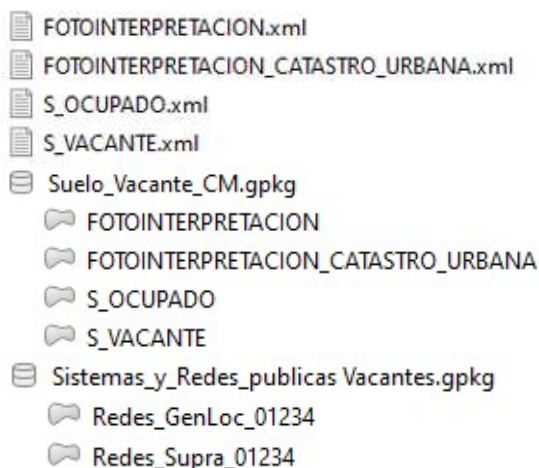 FOTOINTERPRETACION.xml
FOTOINTERPRETACION_CATASTRO_URBANA.xml
S_OCUPADO.xml
S_VACANTE.xml
Suelo_Vacante_CM.gpkg
FOTOINTERPRETACION
FOTOINTERPRETACION_CATASTRO_URBANA
S_OCUPADO
S_VACANTE
Sistemas_y_Redes_publicas Vacantes.gpkg
Redes_GenLoc_01234
Redes_Supra_01234